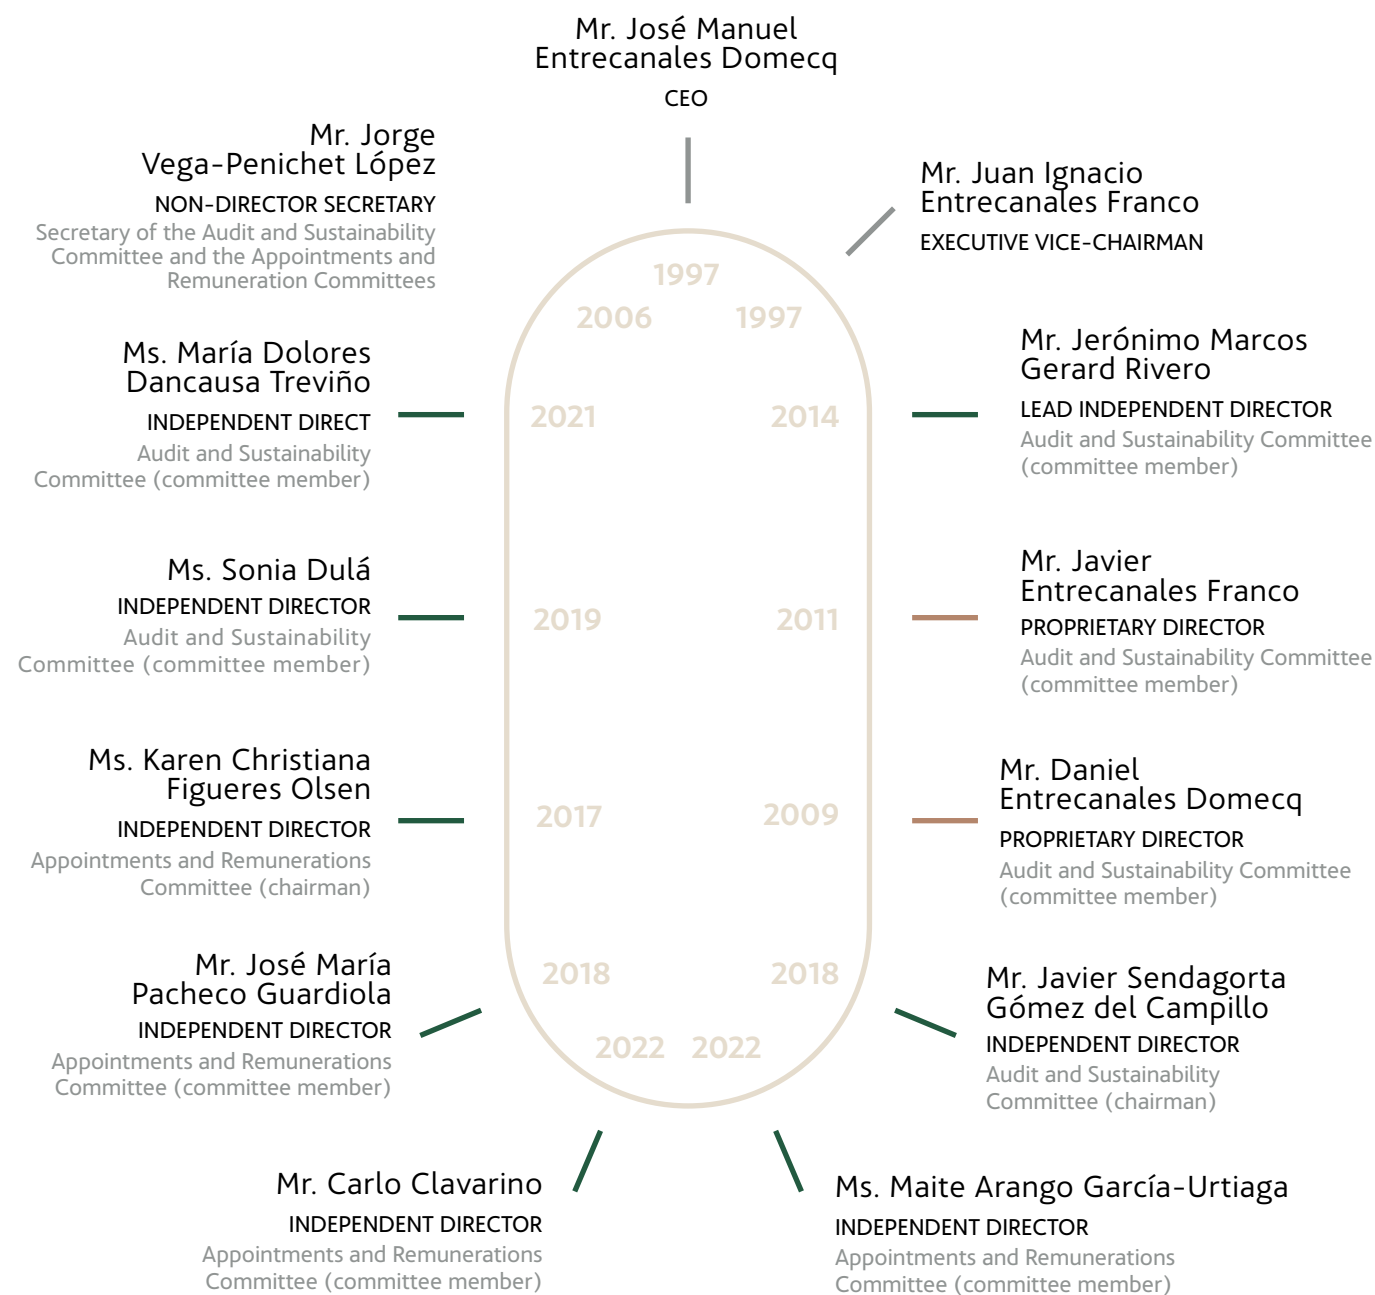 Mr. José Manuel
Entrecanales Domecq
CEO
Mr. Jorge
Vega-Penichet López
NON-DIRECTOR SECRETARY
Secretary of the Audit and Sustainability
Committee and the Appointments and
Remuneration Committees
Mr. Juan Ignacio
Entrecanales Franco
EXECUTIVE VICE-CHAIRMAN
1997
2006
1997
Ms. María Dolores
Dancausa Treviño
INDEPENDENT DIRECT
Audit and Sustainability
Committee (committee member)
2021
2014
Mr. Jerónimo Marcos
Gerard Rivero
LEAD INDEPENDENT DIRECTOR
Audit and Sustainability Committee
(committee member)
Ms. Sonia Dulá
INDEPENDENT DIRECTOR
Audit and Sustainability
Committee (committee member)
2019
2011
Mr. Javier
Entrecanales Franco
PROPRIETARY DIRECTOR
Audit and Sustainability Committee
(committee member)
Ms. Karen Christiana
Figueres Olsen
INDEPENDENT DIRECTOR
Appointments and Remunerations
Committee (chairman)
2017
2009
Mr. Daniel
Entrecanales Domecq
PROPRIETARY DIRECTOR
Audit and Sustainability Committee
(committee member)
Mr. José María
Pacheco Guardiola
INDEPENDENT DIRECTOR
Appointments and Remunerations
Committee (committee member)
2018
2018
Mr. Javier Sendagorta
Gómez del Campillo
INDEPENDENT DIRECTOR
Audit and Sustainability
Committee (chairman)
2022
2022
Mr. Carlo Clavarino
INDEPENDENT DIRECTOR
Appointments and Remunerations
Committee (committee member)
Ms. Maite Arango García-Urtiaga
INDEPENDENT DIRECTOR
Appointments and Remunerations
Committee (committee member)